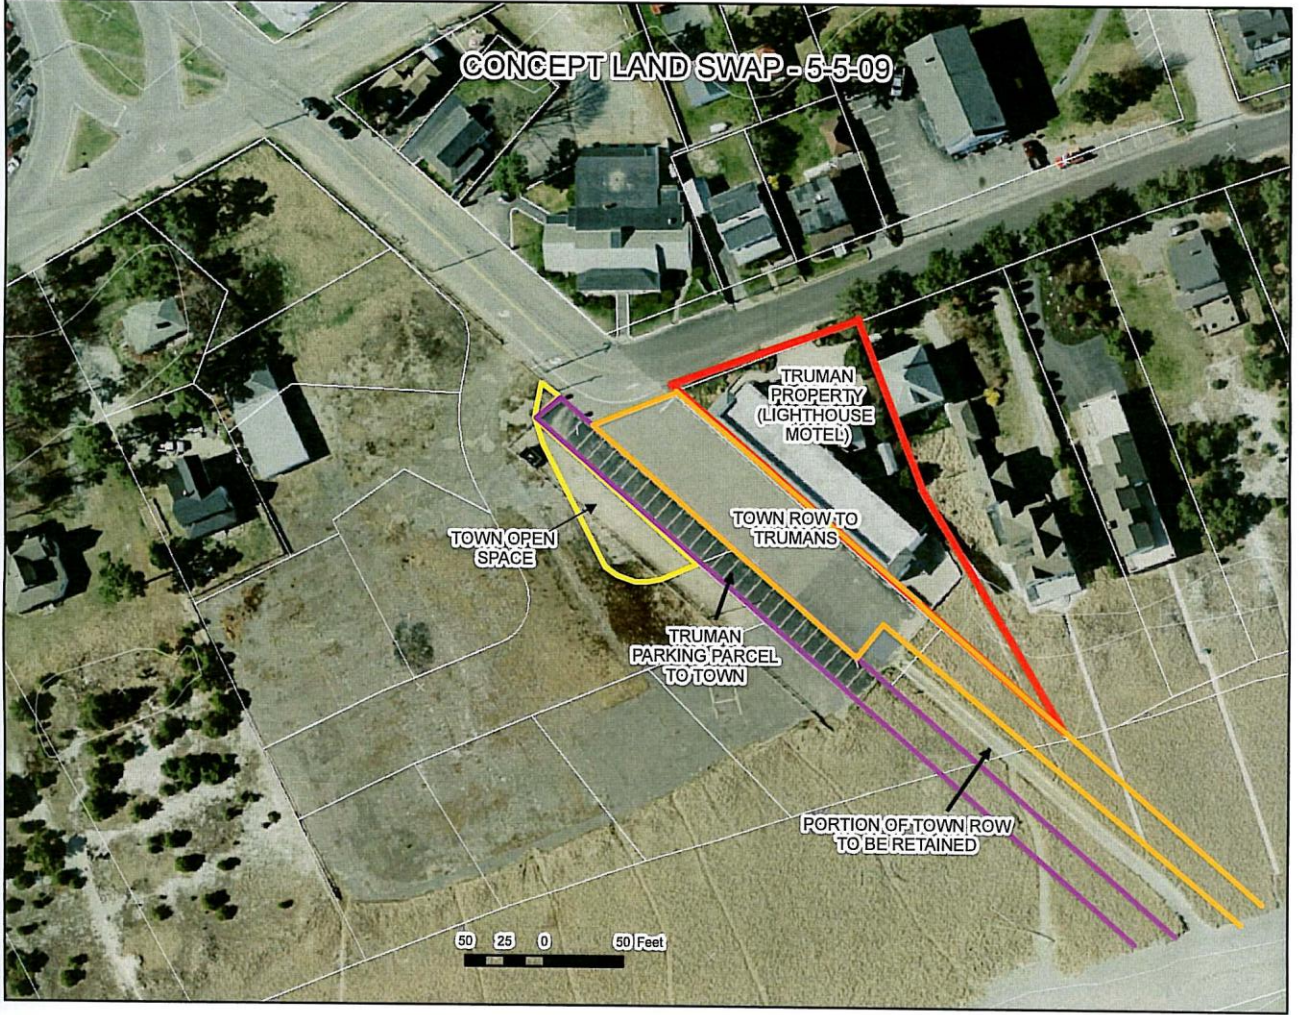 CONCEPT LAND SWAP - 5-5-09
TRUMAN
PROPERTY
(LIGHTHOUSE
MOTEL)
TOWN ROW TO
TRUMANS
TOWN OPEN
SPACE
TRUMAN
PARKING PARCEL
TO TOWN
PORTION OF TOWN ROW
TO BE RETAINED
50 25 0 50 Feet